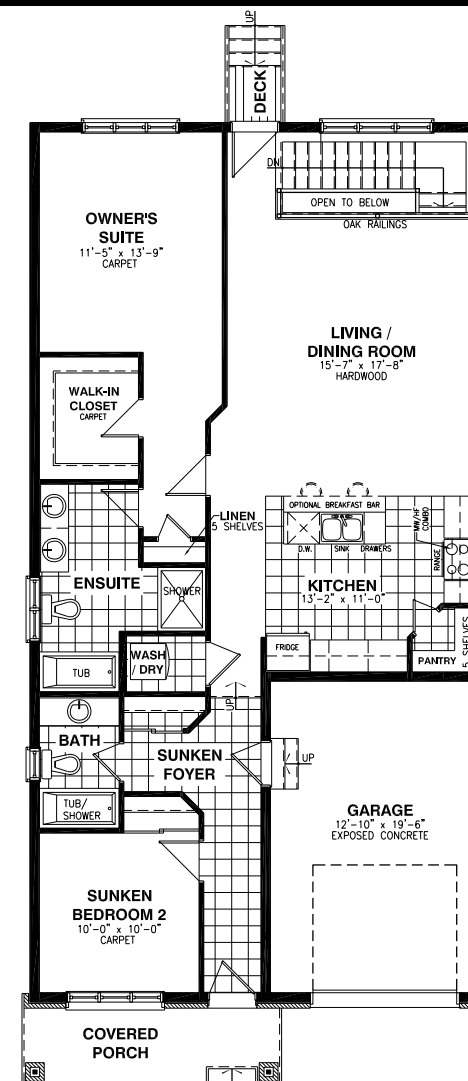 UP
DECK
DN
OPEN TO BELOW
OAK RAILINGS
OWNER'S
SUITE
11'-5" x 13'-9"
CARPET
LIVING /
DINING ROOM
15'-7" x 17'-8"
HARDWOOD
WALK-IN
CLOSET
CARPET
LINEN
5 SHELVES
OPTIONAL BREAKFAST BAR
D.W.
SINK
DRAWERS
MW/HF
COMBO
RANGE
KITCHEN
13'-2" x 11'-0"
ENSUITE
SHOWER
TUB
WASH
/ DRY
FRIDGE
PANTRY
5 SHELVES
UP
BATH
SUNKEN
FOYER
UP
TUB/
SHOWER
GARAGE
12'-10" x 19'-6"
EXPOSED CONCRETE
SUNKEN
BEDROOM 2
10'-0" x 10'-0"
CARPET
COVERED
PORCH